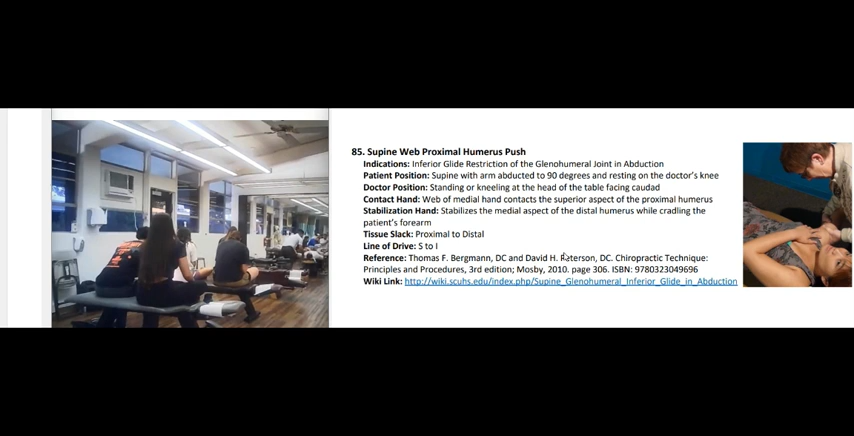 85. Supine Web Proximal Humerus Push
Indications: Inferior Glide Restriction of the Glenohumeral Joint in Abduction
Patient Position: Supine with arm abducted to 90 degrees and resting on the doctor's knee
Doctor Position: Standing or kneeling at the head of the table facing caudad
Contact Hand: Web of medial hand contacts the superior aspect of the proximal humerus
Stabilization Hand: Stabilizes the medial aspect of the distal humerus while cradling the
patient's forearm
Tissue Slack: Proximal to Distal
Line of Drive: S to I
Reference: Thomas F. Bergmann, DC and David H. Peterson, DC. Chiropractic Technique:
Principles and Procedures, 3rd edition; Mosby, 2010. page 306. ISBN: 9780323049696
Wiki Link: http://wiki.scuhs.edu/index.php/Supine_Glenohumeral_Inferior_Glide_in_Abduction